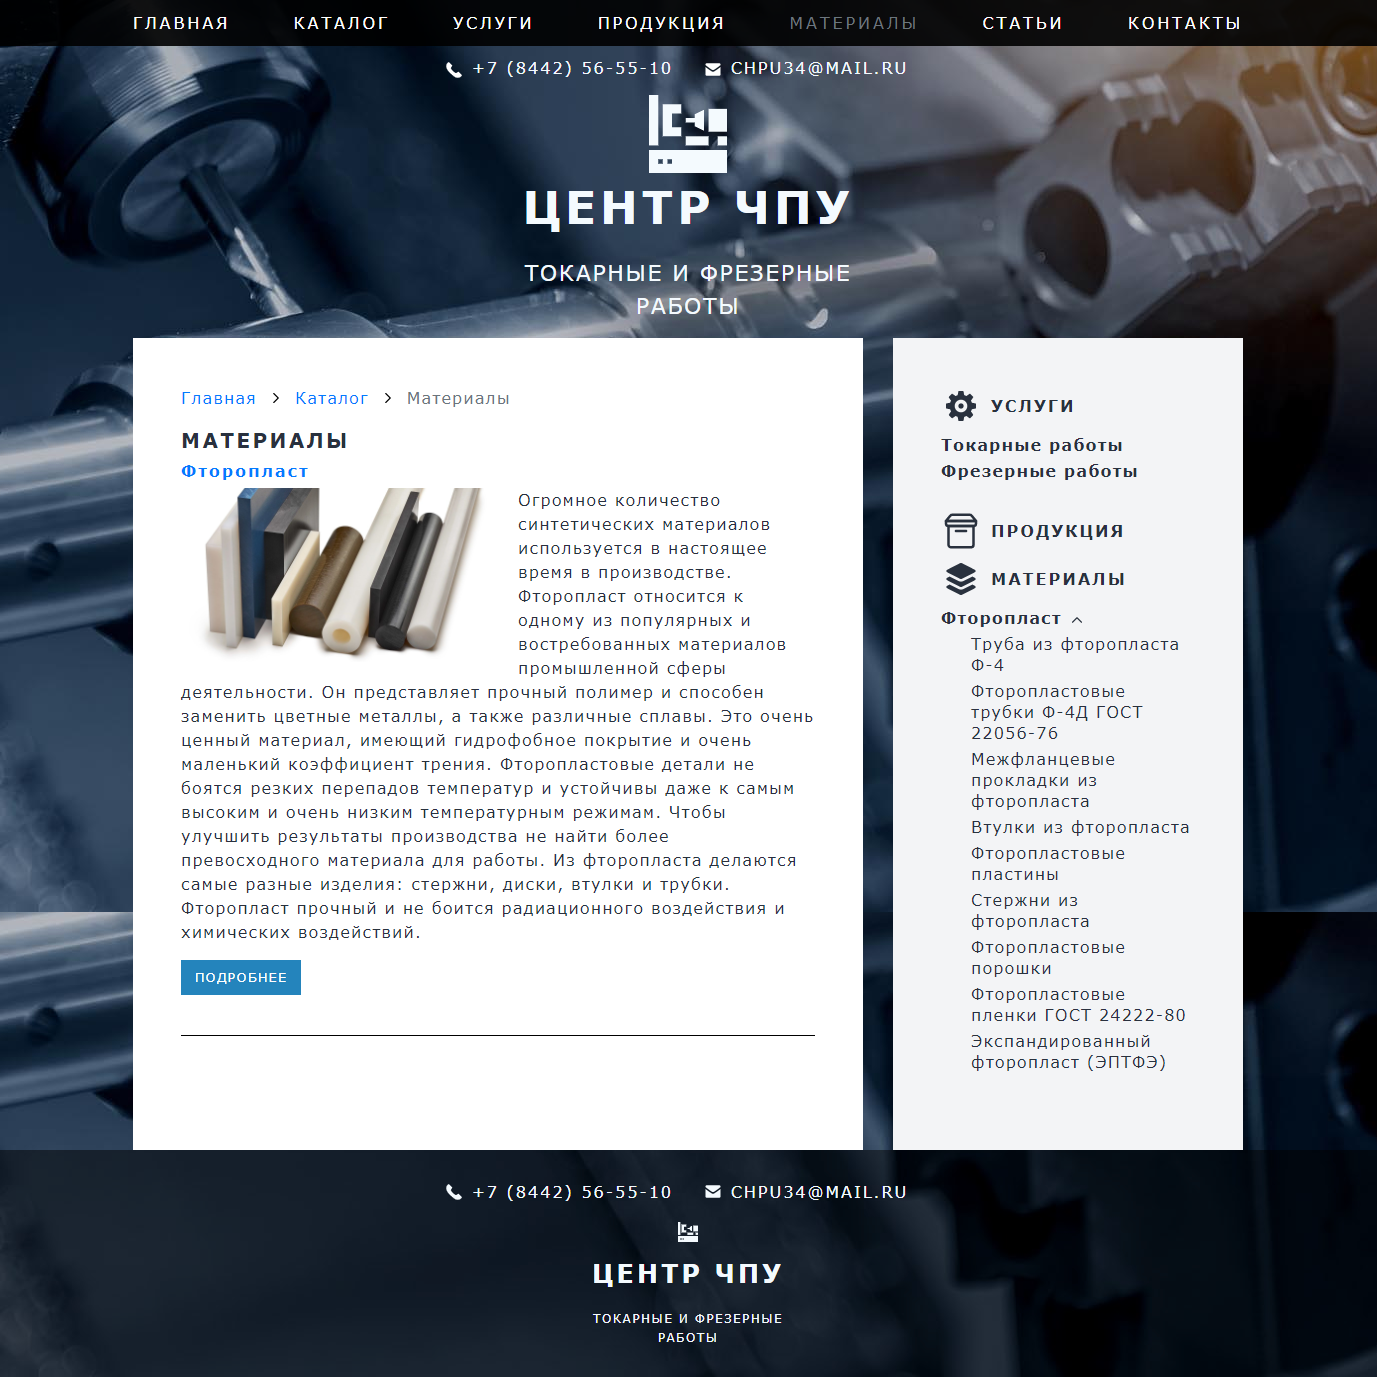 ГЛАВНАЯ КАТАЛОГ УСЛУГИ ПРОДУКЦИЯ МАТЕРИАЛЫ СТАТЬИ КОНТАКТЫ
+7 (8442) 56-55-10 CHPU34@MAIL.RU
ЦЕНТР ЧПУ
ТОКАРНЫЕ И ФРЕЗЕРНЫЕ
РАБОТЫ
Главная > Каталог > Материалы
МАТЕРИАЛЫ
Фторопласт
Огромное количество
синтетических материалов
используется в настоящее
время в производстве.
Фторопласт относится к
одному из популярных и
востребованных материалов
промышленной сферы
деятельности. Он представляет прочный полимер и способен
заменить цветные металлы, а также различные сплавы. Это очень
ценный материал, имеющий гидрофобное покрытие и очень
маленький коэффициент трения. Фторопластовые детали не
боятся резких перепадов температур и устойчивы даже к самым
высоким и очень низким температурным режимам. Чтобы
улучшить результаты производства не найти более
превосходного материала для работы. Из фторопласта делаются
самые разные изделия: стержни, диски, втулки и трубки.
Фторопласт прочный и не боится радиационного воздействия и
химических воздействий.
ПОДРОБНЕЕ
УСЛУГИ
Токарные работы
Фрезерные работы
ПРОДУКЦИЯ
МАТЕРИАЛЫ
Фторопласт
Труба из фторопласта
Ф-4
Фторопластовые
трубки Ф-4Д ГОСТ
22056-76
Межфланцевые
прокладки из
фторопласта
Втулки из фторопласта
Фторопластовые
пластины
Стержни из
фторопласта
Фторопластовые
порошки
Фторопластовые
пленки ГОСТ 24222-80
Экспандированный
фторопласт (ЭПТФЭ)
+7 (8442) 56-55-10 CHPU34@MAIL.RU
ЦЕНТР ЧПУ
ТОКАРНЫЕ И ФРЕЗЕРНЫЕ
РАБОТЫ